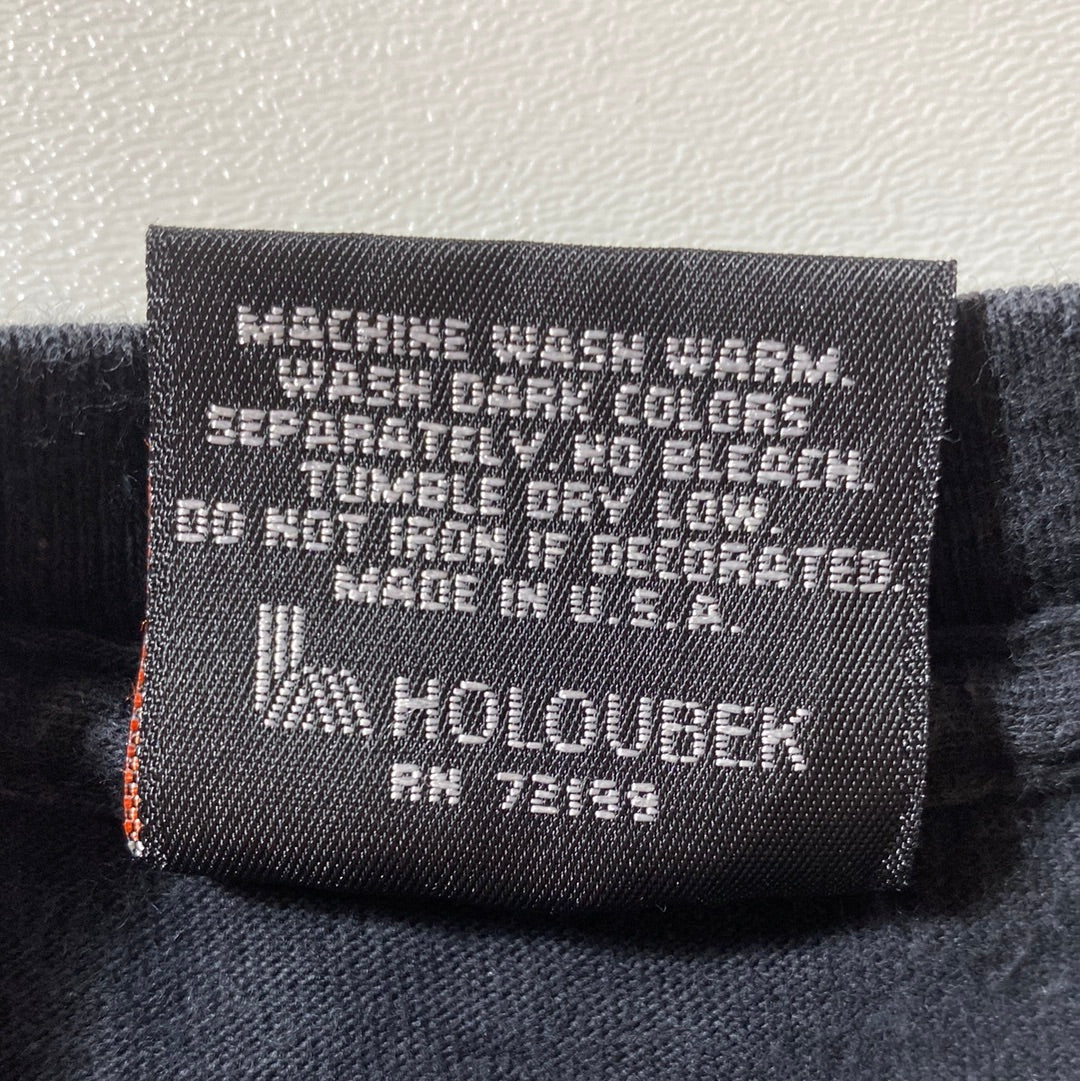 MACHINE WASH WARM.
WASH DARK COLORS
SEPARATELY. NO BLEACH.
TUMBLE DRY LOW.
DO NOT IRON IF DECORATED.
MADE IN U.S.A.
HOLOUBEK
RN 73199